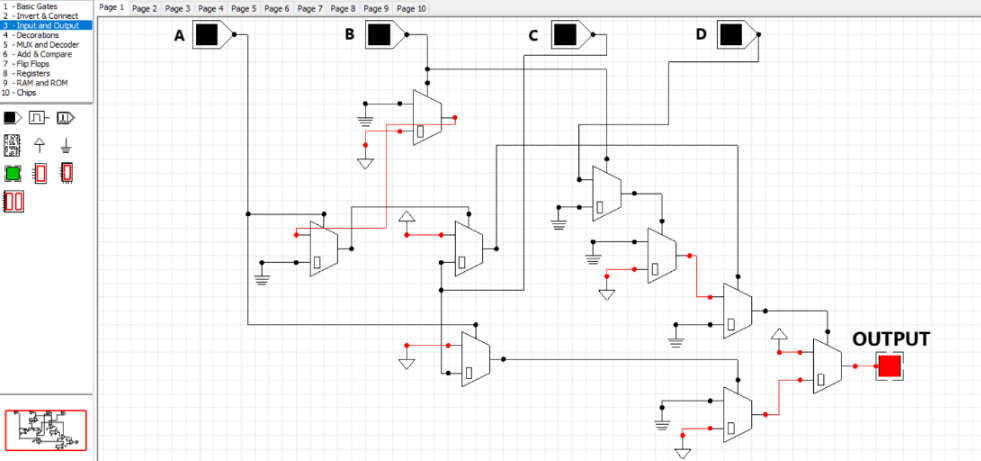 1 - Basic Gates
2 - Invert & Connect
3 - Input and Output
4 - Decorations
5 - MUX and Decoder
6 - Add & Compare
7 - Flip Flops
8 - Registers
9 - RAM and ROM
10 - Chips
Page 1 Page 2 Page 3 Page 4 Page 5 Page 6 Page 7 Page 8 Page 9 Page 10
A B C D
OUTPUT